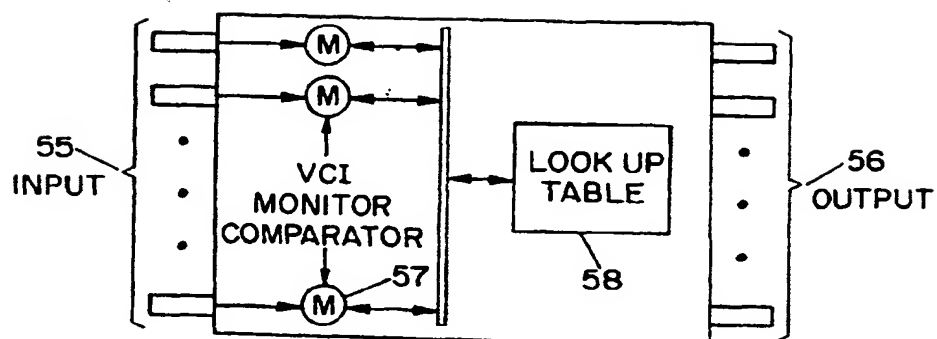 M
M
55
INPUT
VCI
MONITOR
COMPARATOR
LOOK UP
TABLE
56
OUTPUT
57
M
58